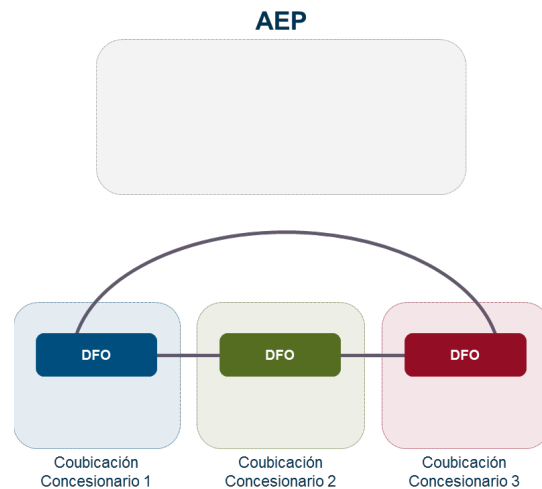 AEP
DFO
DFO
DFO
Coubicación
Concesionario 1
Coubicación
Concesionario 2
Coubicación
Concesionario 3